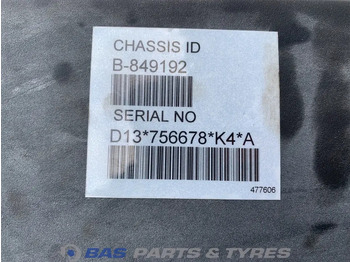 CHASSIS ID
B-849192
SERIAL NO
D13*756678*K4*A
477606
BAS PARTS & TYRES